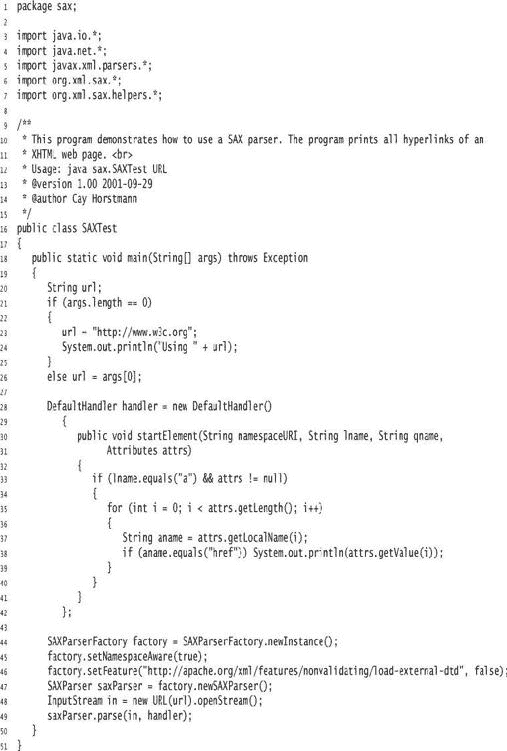 1 package sax;
2
3 import java.io.*;
4 import java.net.*;
5 import javax.xml.parsers.*;
6 import org.xml.sax.*;
7 import org.xml.sax.helpers.*;
8
9 /**
10 * This program demonstrates how to use a SAX parser. The program prints all hyperlinks of an
11 * XHTML web page. <br>
12 * Usage: java sax.SAXTest URL
13 * @version 1.00 2001-09-29
14 * @author Cay Horstmann
15 */
16 public class SAXTest
17 {
18 public static void main(String[] args) throws Exception
19 {
20 String url;
21 if (args.length == 0)
22 {
23 url = "http://www.w3c.org";
24 System.out.println("Using " + url);
25 }
26 else url = args[0];
27
28 DefaultHandler handler = new DefaultHandler()
29 {
30 public void startElement(String namespaceURI, String lname, String qname,
31 Attributes attrs)
32 {
33 if (lname.equals("a") && attrs != null)
34 {
35 for (int i = 0; i < attrs.getLength(); i++)
36 {
37 String aname = attrs.getLocalName(i);
38 if (aname.equals("href")) System.out.println(attrs.getValue(i));
39 }
40 }
41 }
42 };
43
44 SAXParserFactory factory = SAXParserFactory.newInstance();
45 factory.setNamespaceAware(true);
46 factory.setFeature("http://apache.org/xml/features/nonvalidating/load-external-dtd", false);
47 SAXParser saxParser = factory.newSAXParser();
48 InputStream in = new URL(url).openStream();
49 saxParser.parse(in, handler);
50 }
51 }